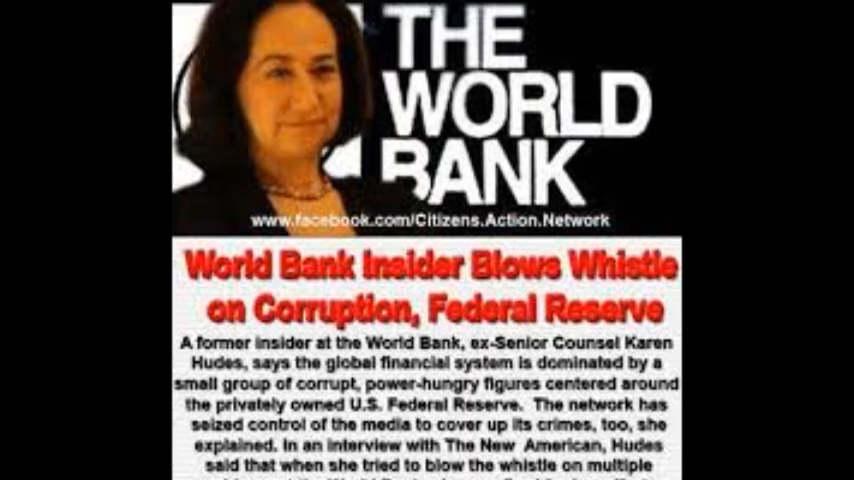 THE
WORLD
BANK
www.facebook.com/Citizens.Action.Network
World Bank Insider Blows Whistle
on Corruption, Federal Reserve
A former insider at the World Bank, ex-Senior Counsel Karen
Hudes, says the global financial system is dominated by a
small group of corrupt, power-hungry figures centered around
the privately owned U.S. Federal Reserve. The network has
seized control of the media to cover up its crimes, too, she
explained. In an interview with The New American, Hudes
said that when she tried to blow the whistle on multiple